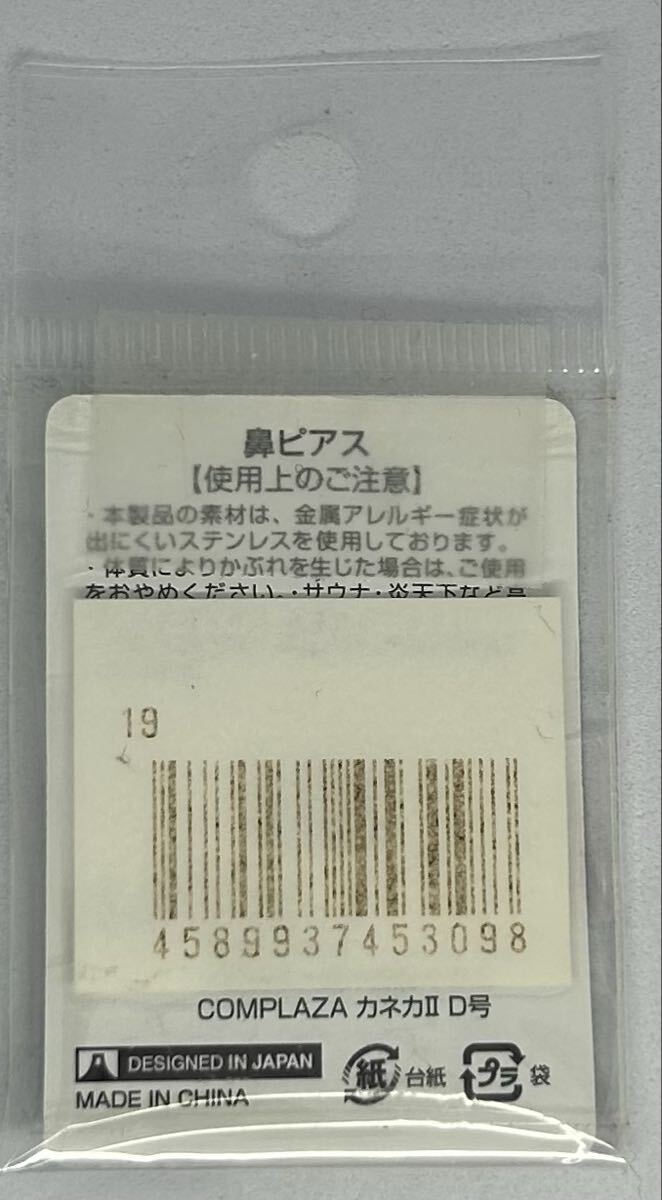 鼻ピアス
【使用上のご注意】
・本製品の素材は、金属アレルギー症状が
出にくいステンレスを使用しております。
・体質によりかぶれを生じた場合は、ご使用
をおやめください。・サウナ・炎天下など高
19
4589937453098
COMPLAZA カネカII D号
DESIGNED IN JAPAN
紙 台紙 プラ 袋
MADE IN CHINA